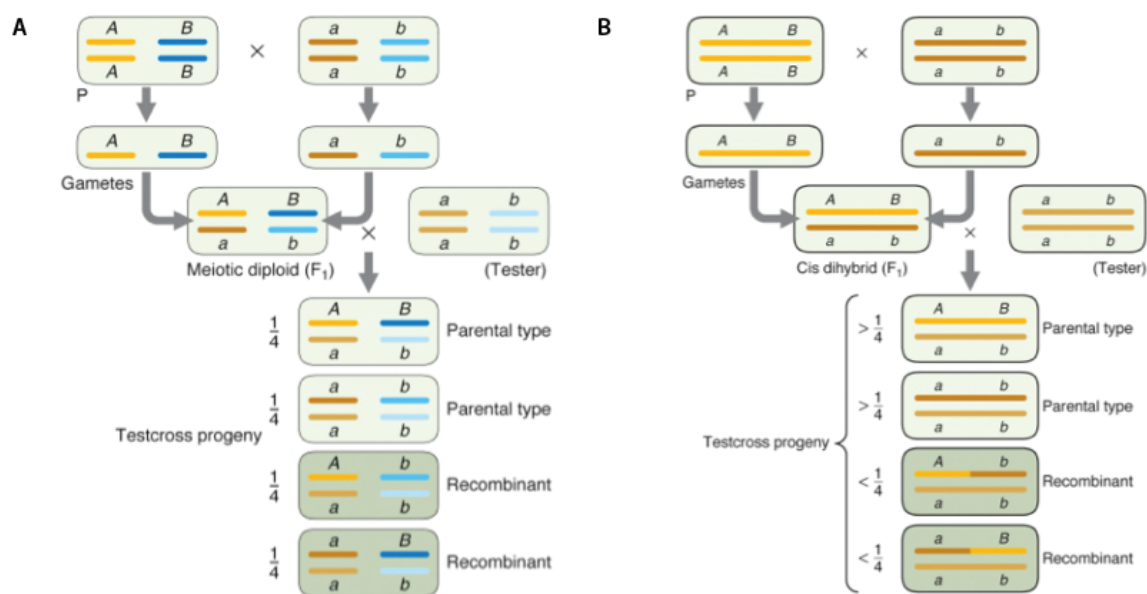 A
A B
A B
P
×
a b
a b
A B
Gametes
a b
A B
a b
Meiotic diploid (F1)
×
a b
a b
(Tester)
Testcross progeny
1/4
A B
a b
Parental type
1/4
a b
a b
Parental type
1/4
A b
a b
Recombinant
1/4
a B
a b
Recombinant
B
A B
A B
P
×
a b
a b
A B
Gametes
a b
A B
a b
Cis dihybrid (F1)
×
a b
a b
(Tester)
Testcross progeny
> 1/4
A B
a b
Parental type
> 1/4
a b
a b
Parental type
< 1/4
A b
a b
Recombinant
< 1/4
a B
a b
Recombinant